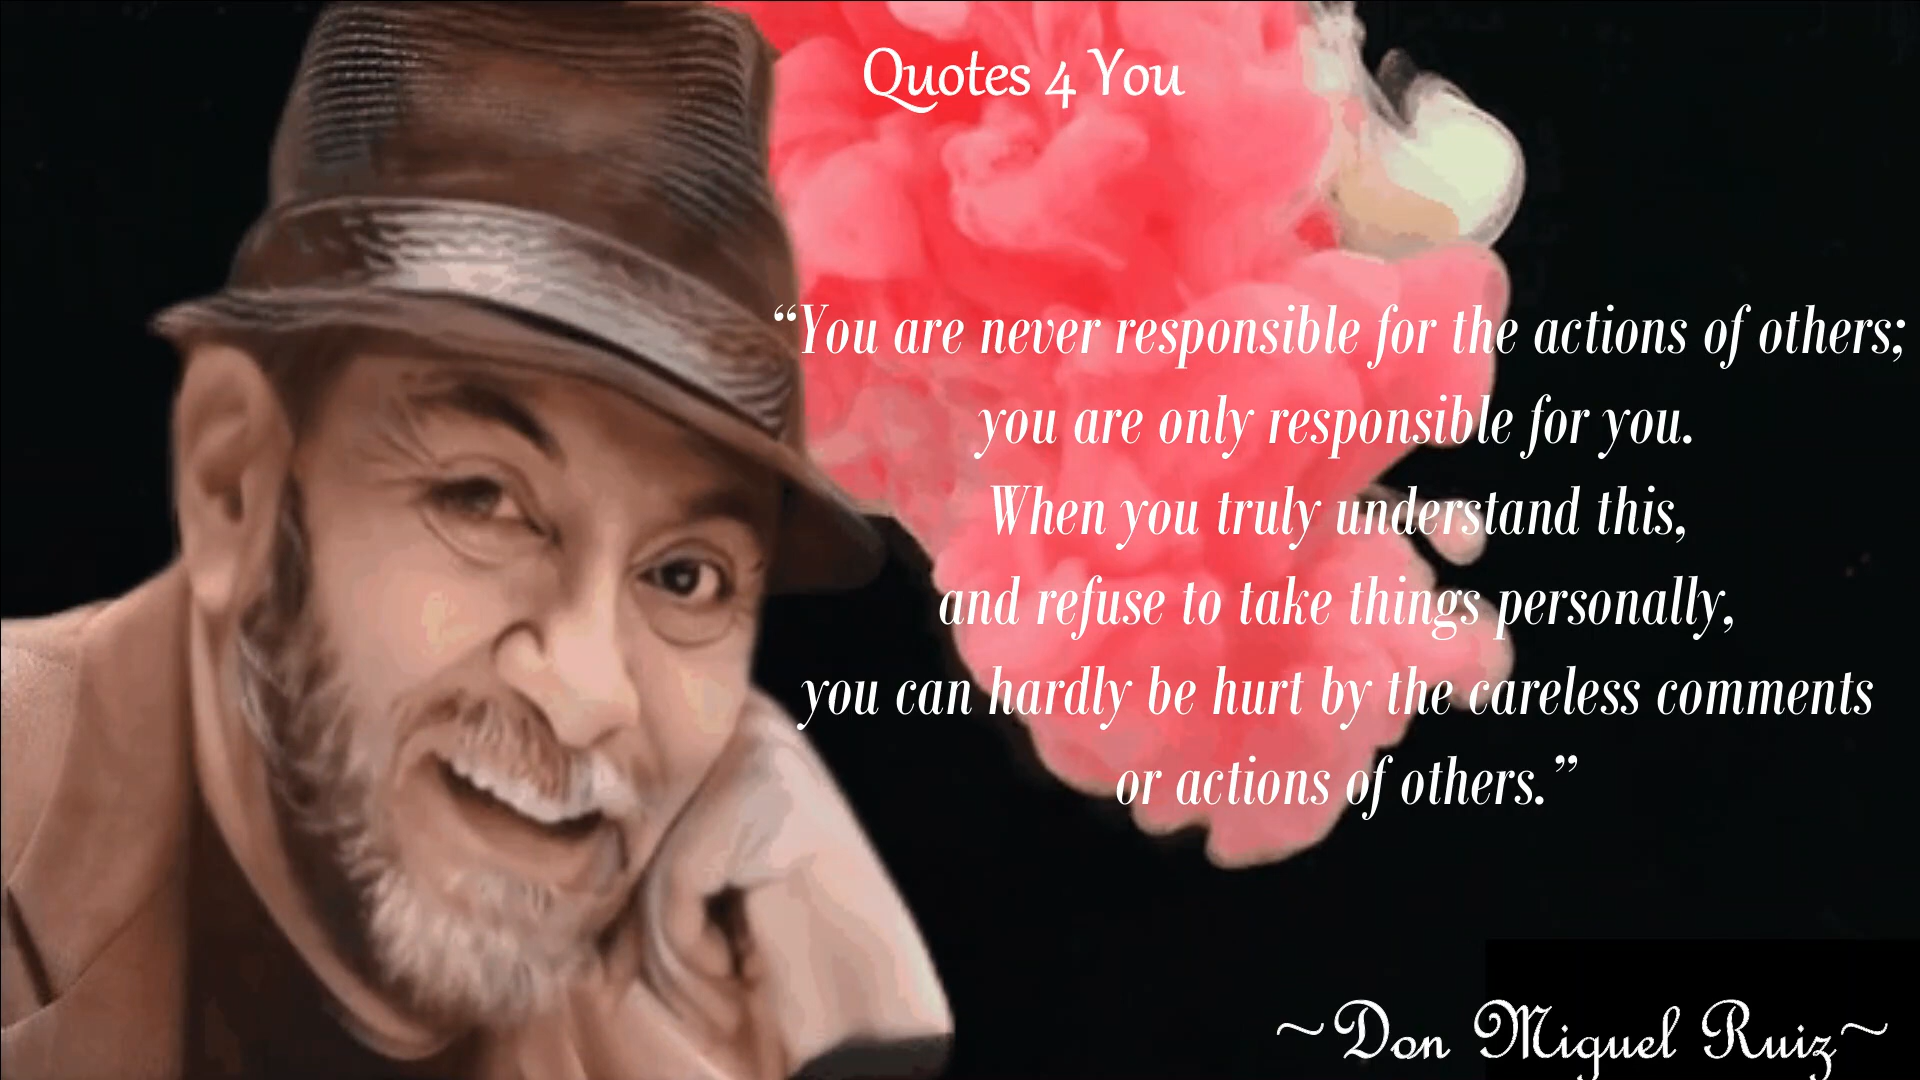 Quotes 4 You
“You are never responsible for the actions of others;
you are only responsible for you.
When you truly understand this,
and refuse to take things personally,
you can hardly be hurt by the careless comments
or actions of others.”
~Don Miguel Ruiz~